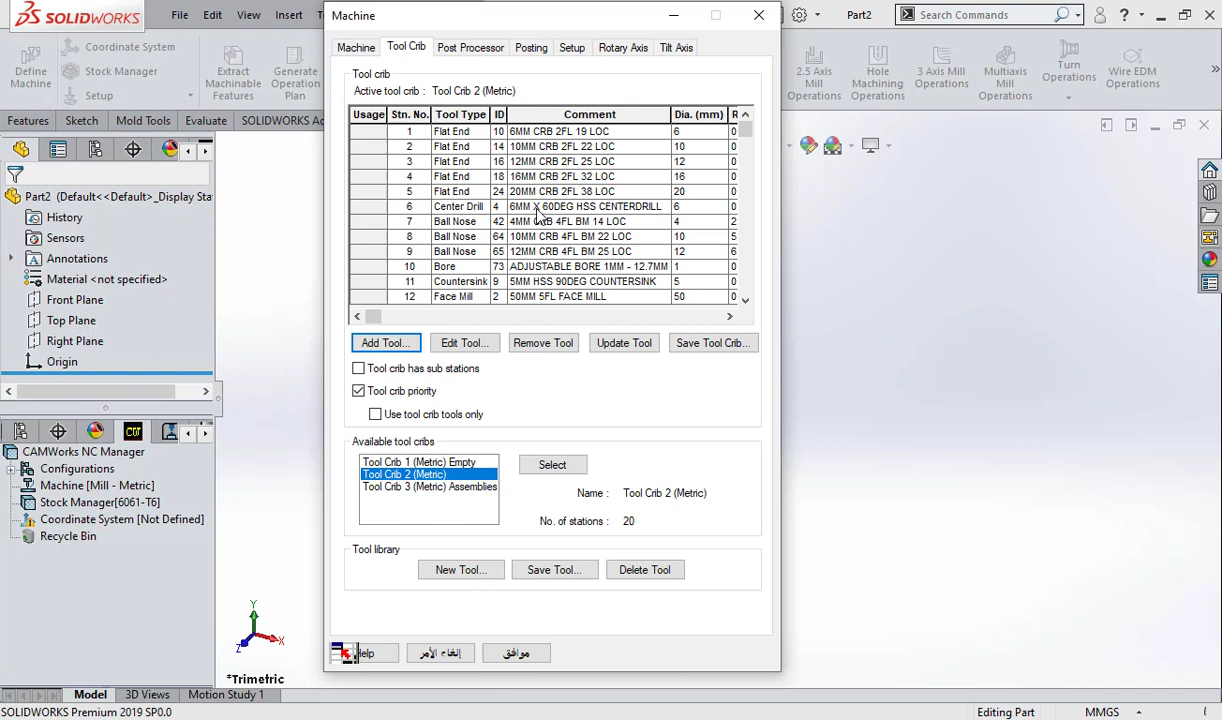 SOLIDWORKS
File
Edit
View
Insert
Machine
Part2
Search Commands
?
Define Machine
Coordinate System
Stock Manager
Setup
Extract Machinable Features
Generate Operation Plan
2.5 Axis Mill Operations
Hole Machining Operations
3 Axis Mill Operations
Multiaxis Mill Operations
Turn Operations
Wire EDM Operations
Features
Sketch
Mold Tools
Evaluate
Machine
Tool Crib
Post Processor
Posting
Setup
Rotary Axis
Tilt Axis
Tool crib
Active tool crib : Tool Crib 2 (Metric)
Usage Stn. No. Tool Type ID Comment Dia. (mm) R
1 Flat End 10 6MM CRB 2FL 19 LOC 6 0
2 Flat End 14 10MM CRB 2FL 22 LOC 10 0
3 Flat End 16 12MM CRB 2FL 25 LOC 12 0
4 Flat End 18 16MM CRB 2FL 32 LOC 16 0
5 Flat End 24 20MM CRB 2FL 38 LOC 20 0
6 Center Drill 4 6MM X 60DEG HSS CENTERDRILL 6 0
7 Ball Nose 42 4MM CRB 4FL BM 14 LOC 4 2
8 Ball Nose 64 10MM CRB 4FL BM 22 LOC 10 5
9 Ball Nose 65 12MM CRB 4FL BM 25 LOC 12 6
10 Bore 73 ADJUSTABLE BORE 1MM - 12.7MM 1 0
11 Countersink 9 5MM HSS 90DEG COUNTERSINK 5 0
12 Face Mill 2 50MM 5FL FACE MILL 50 0
Add Tool...
Edit Tool...
Remove Tool
Update Tool
Save Tool Crib...
Tool crib has sub stations
Tool crib priority
Use tool crib tools only
Available tool cribs
Tool Crib 1 (Metric) Empty
Tool Crib 2 (Metric)
Tool Crib 3 (Metric) Assemblies
Select
Name : Tool Crib 2 (Metric)
No. of stations : 20
Tool library
New Tool...
Save Tool...
Delete Tool
إلغاء الأمر
موافق
Part2 (Default<<Default>_Display Sta
History
Sensors
Annotations
Material <not specified>
Front Plane
Top Plane
Right Plane
Origin
CAMWorks NC Manager
Configurations
Machine [Mill - Metric]
Stock Manager[6061-T6]
Coordinate System [Not Defined]
Recycle Bin
Y
X
Z
*Trimetric
Model
3D Views
Motion Study 1
SOLIDWORKS Premium 2019 SP0.0
Editing Part
MMGS